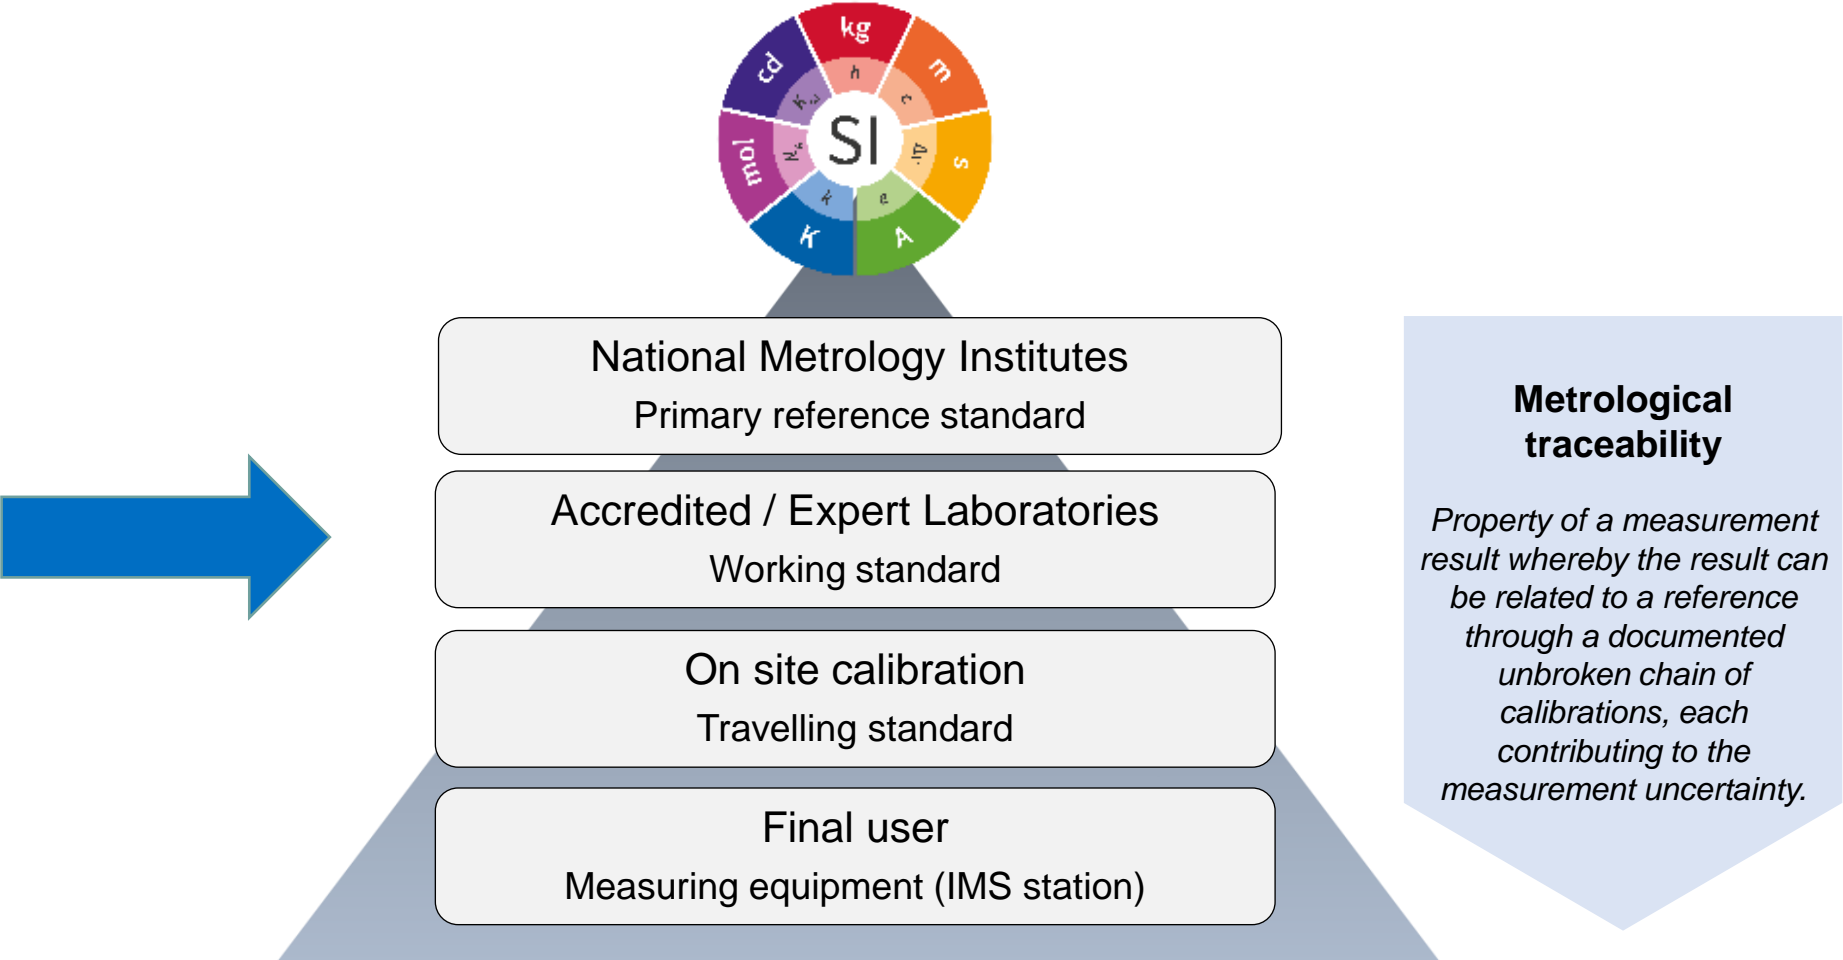 kg
m
s
A
K
mol
cd
h
c
e
k
SI
National Metrology Institutes
Primary reference standard
Accredited / Expert Laboratories
Working standard
On site calibration
Travelling standard
Final user
Measuring equipment (IMS station)
Metrological
traceability
Property of a measurement
result whereby the result can
be related to a reference
through a documented
unbroken chain of
calibrations, each
contributing to the
measurement uncertainty.